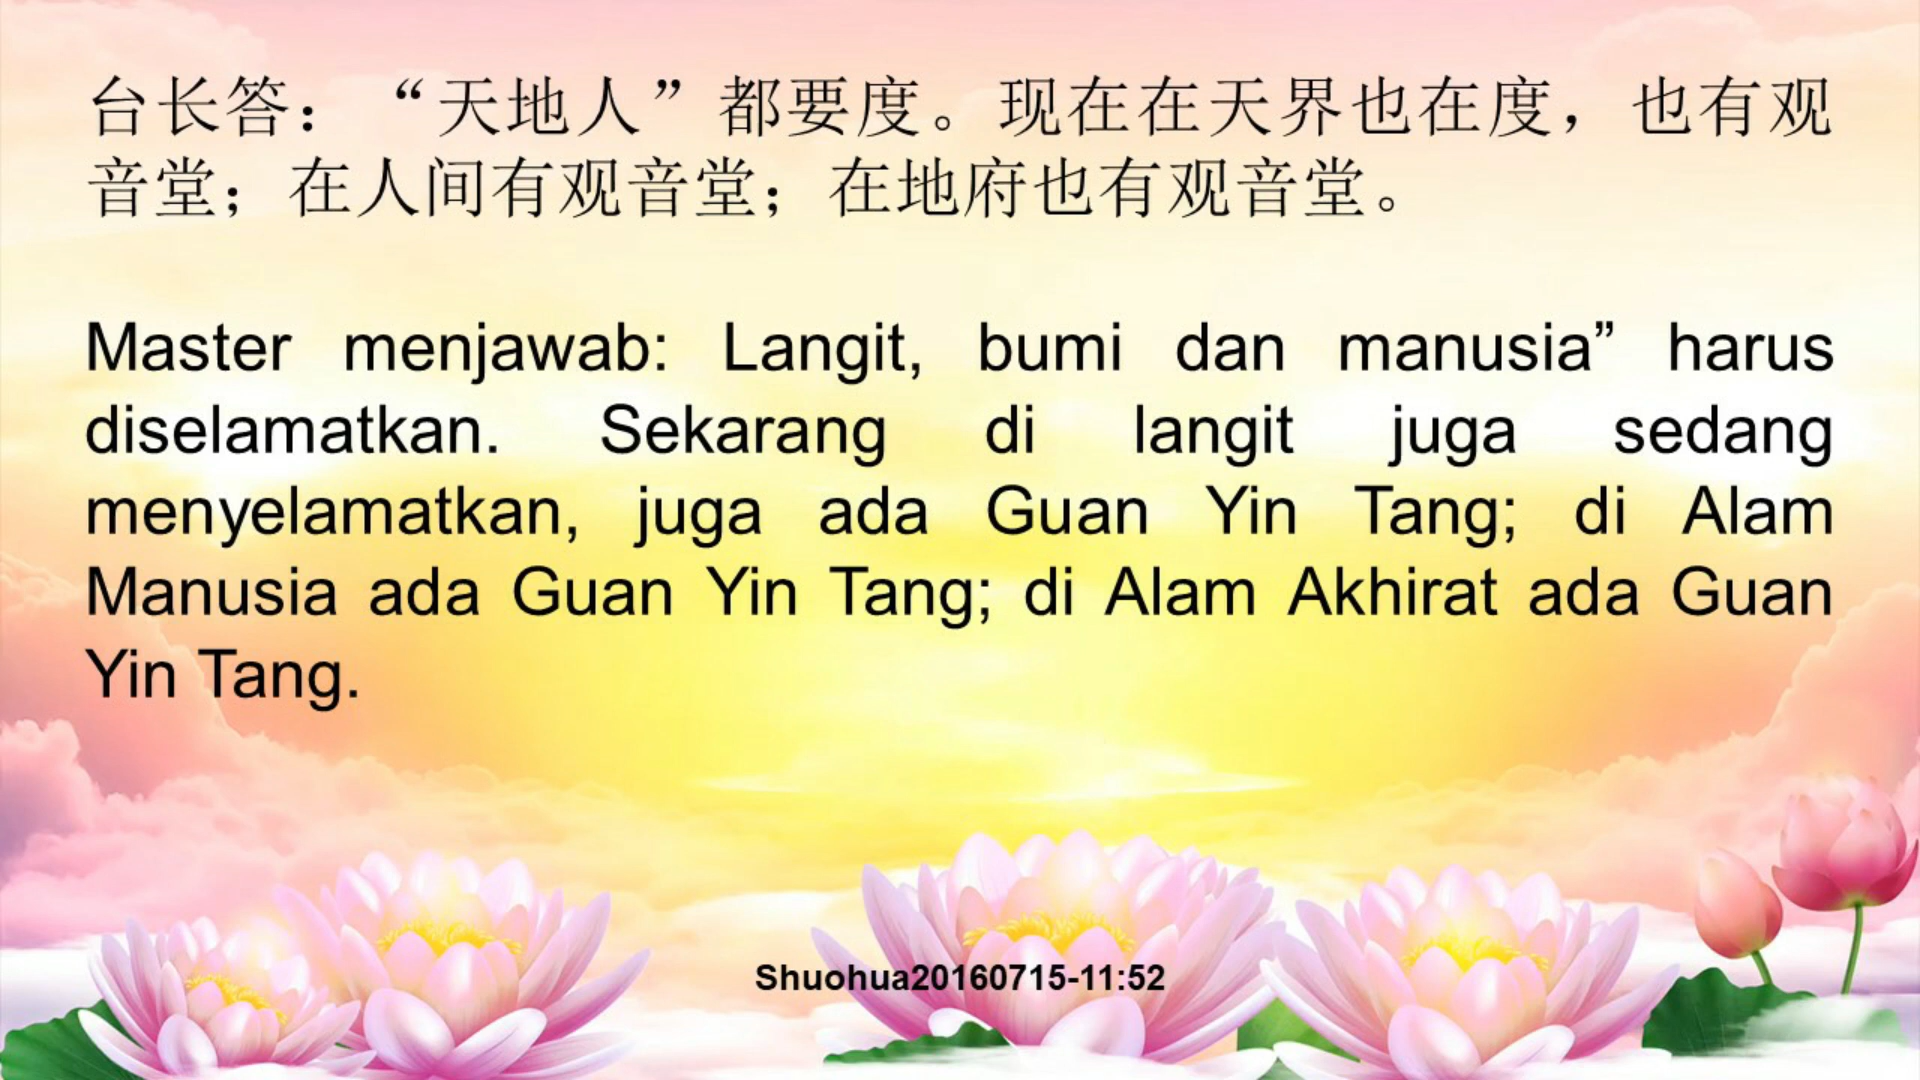 台长答：“天地人”都要度。现在在天界也在度，也有观
音堂；在人间有观音堂；在地府也有观音堂。
Master menjawab: Langit, bumi dan manusia” harus
diselamatkan. Sekarang di langit juga sedang
menyelamatkan, juga ada Guan Yin Tang; di Alam
Manusia ada Guan Yin Tang; di Alam Akhirat ada Guan
Yin Tang.
Shuohua20160715-11:52